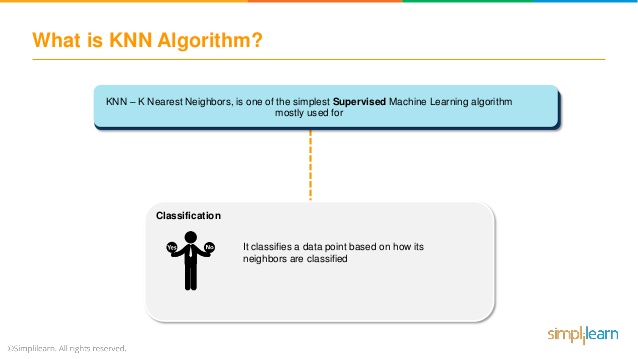 What is KNN Algorithm?
KNN – K Nearest Neighbors, is one of the simplest Supervised Machine Learning algorithm
mostly used for
Classification
Yes
No
It classifies a data point based on how its
neighbors are classified
simplilearn
©Simplilearn. All rights reserved.